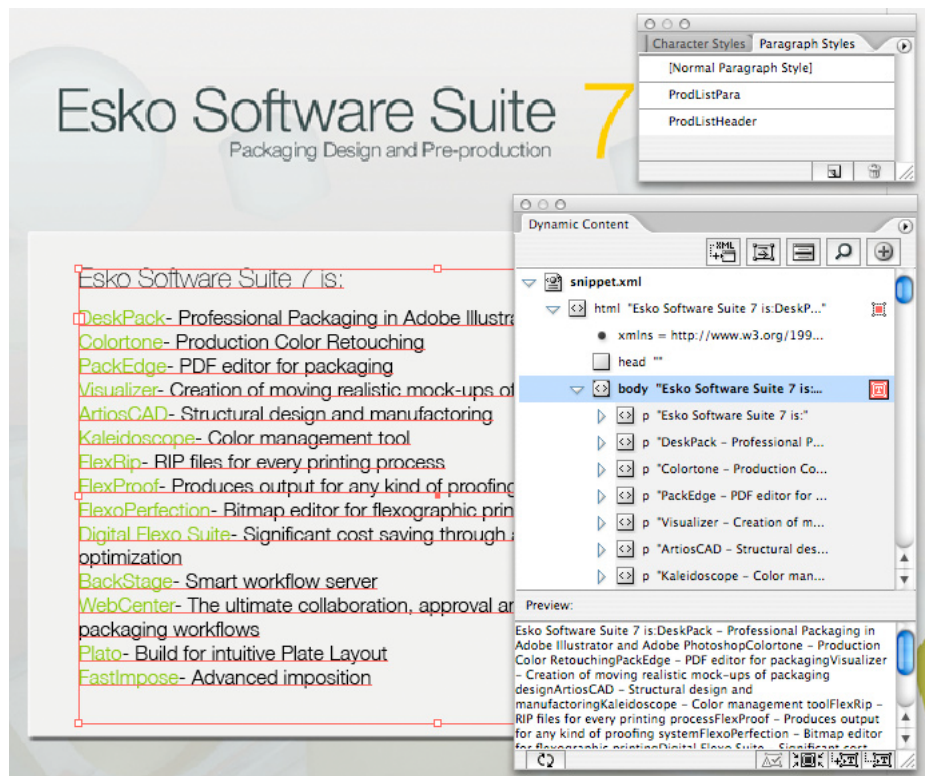 Character Styles Paragraph Styles
[Normal Paragraph Style]
ProdListPara
ProdListHeader
Esko Software Suite 7
Packaging Design and Pre-production
Esko Software Suite 7 is:
DeskPack- Professional Packaging in Adobe Illustra
Colortone- Production Color Retouching
PackEdge- PDF editor for packaging
Visualizer- Creation of moving realistic mock-ups of
ArtiosCAD- Structural design and manufactoring
Kaleidoscope- Color management tool
FlexRip- RIP files for every printing process
FlexProof- Produces output for any kind of proofing
FlexoPerfection- Bitmap editor for flexographic prin
Digital Flexo Suite- Significant cost saving through
optimization
BackStage- Smart workflow server
WebCenter- The ultimate collaboration, approval
packaging workflows
Plato- Build for intuitive Plate Layout
FastImpose- Advanced imposition
Dynamic Content
XML
snippet.xml
html "Esko Software Suite 7 is:DeskP..."
xmlns = http://www.w3.org/199...
head ""
body "Esko Software Suite 7 is:...
p "Esko Software Suite 7 is:"
p "DeskPack – Professional P...
p "Colortone – Production Co...
p "PackEdge – PDF editor for ...
p "Visualizer – Creation of m...
p "ArtiosCAD – Structural des...
p "Kaleidoscope – Color man...
Preview:
Esko Software Suite 7 is:DeskPack – Professional Packaging in
Adobe Illustrator and Adobe PhotoshopColortone – Production
Color RetouchingPackEdge – PDF editor for packagingVisualizer
– Creation of moving realistic mock-ups of packaging
designArtiosCAD – Structural design and
manufactoringKaleidoscope – Color management toolFlexRip –
RIP files for every printing processFlexProof – Produces output
for any kind of proofing systemFlexoPerfection – Bitmap editor
for flexographic printingDigital Flexo Suite – Significant cost